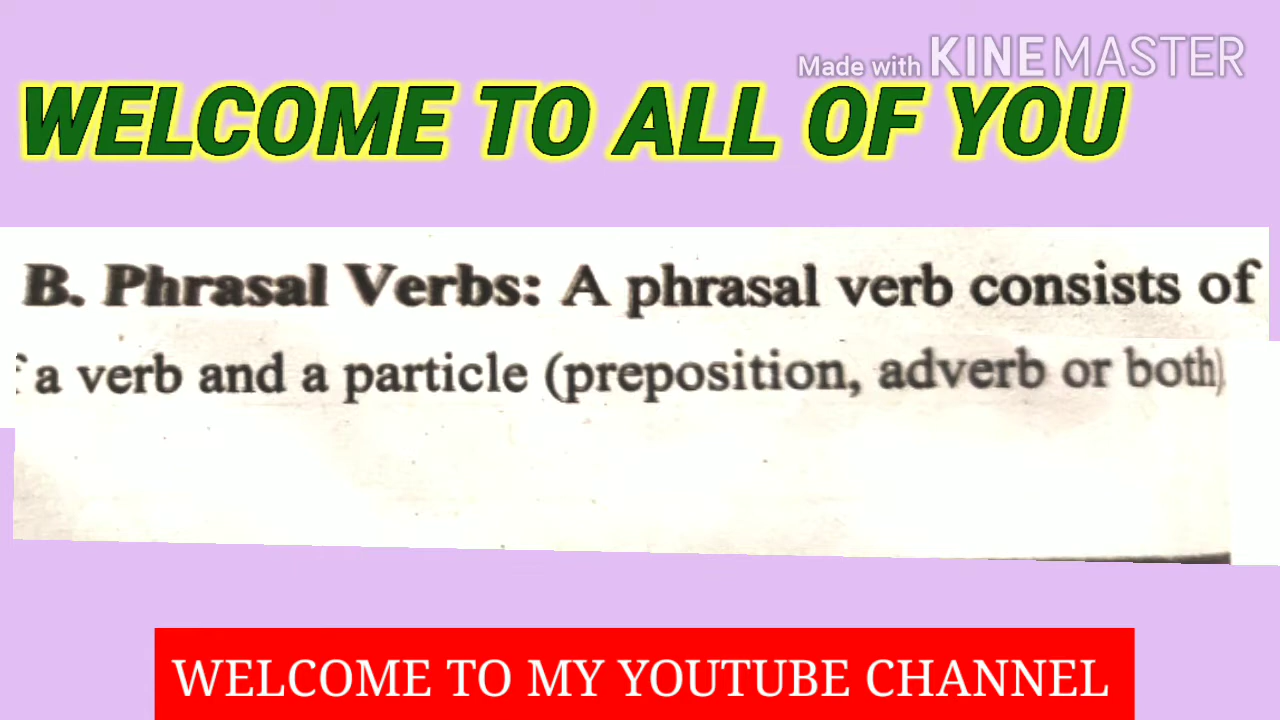 Made with KINEMASTER
WELCOME TO ALL OF YOU
B. Phrasal Verbs: A phrasal verb consists of
a verb and a particle (preposition, adverb or both)
WELCOME TO MY YOUTUBE CHANNEL